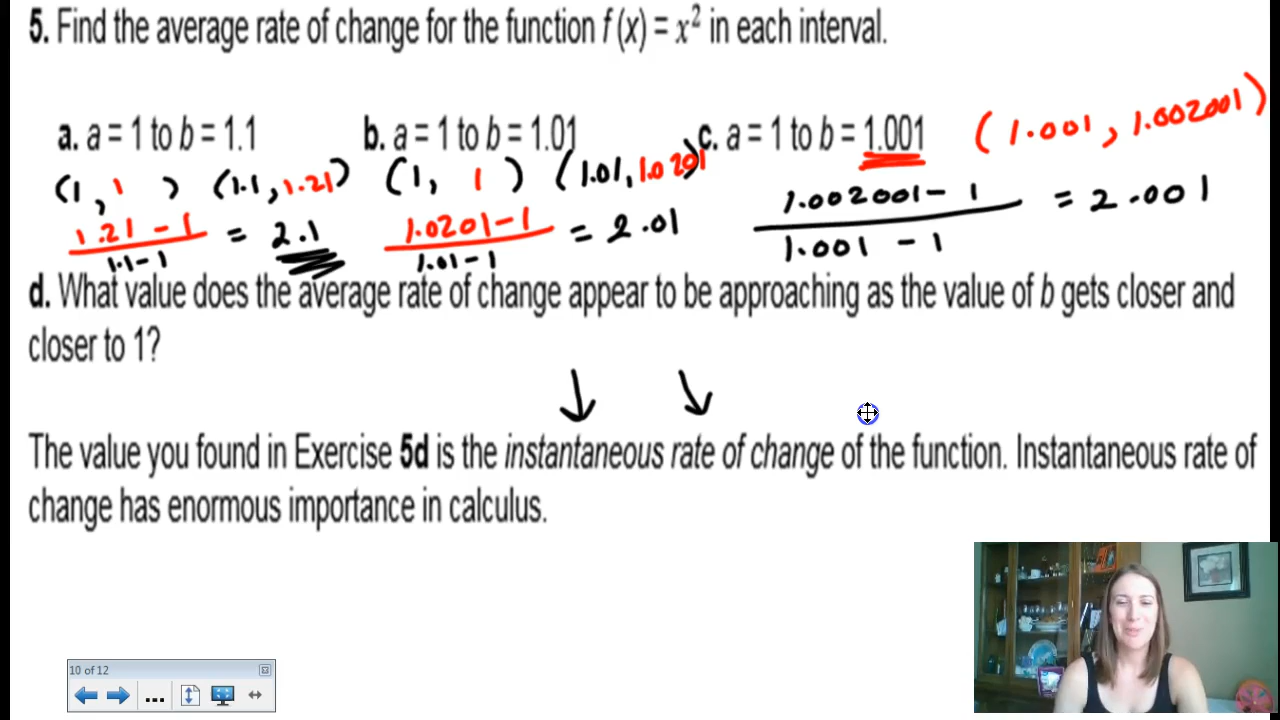 5. Find the average rate of change for the function f (x) = x² in each interval.
a. a = 1 to b = 1.1
b. a = 1 to b = 1.01
c. a = 1 to b = 1.001
(1.001, 1.002001)
(1, 1) (1.1, 1.21)
(1, 1) (1.01, 1.0201)
1.21 - 1
1.1 - 1
= 2.1
1.0201 - 1
1.01 - 1
= 2.01
1.002001 - 1
1.001 - 1
= 2.001
d. What value does the average rate of change appear to be approaching as the value of b gets closer and
closer to 1?
The value you found in Exercise 5d is the instantaneous rate of change of the function. Instantaneous rate of
change has enormous importance in calculus.
10 of 12
...